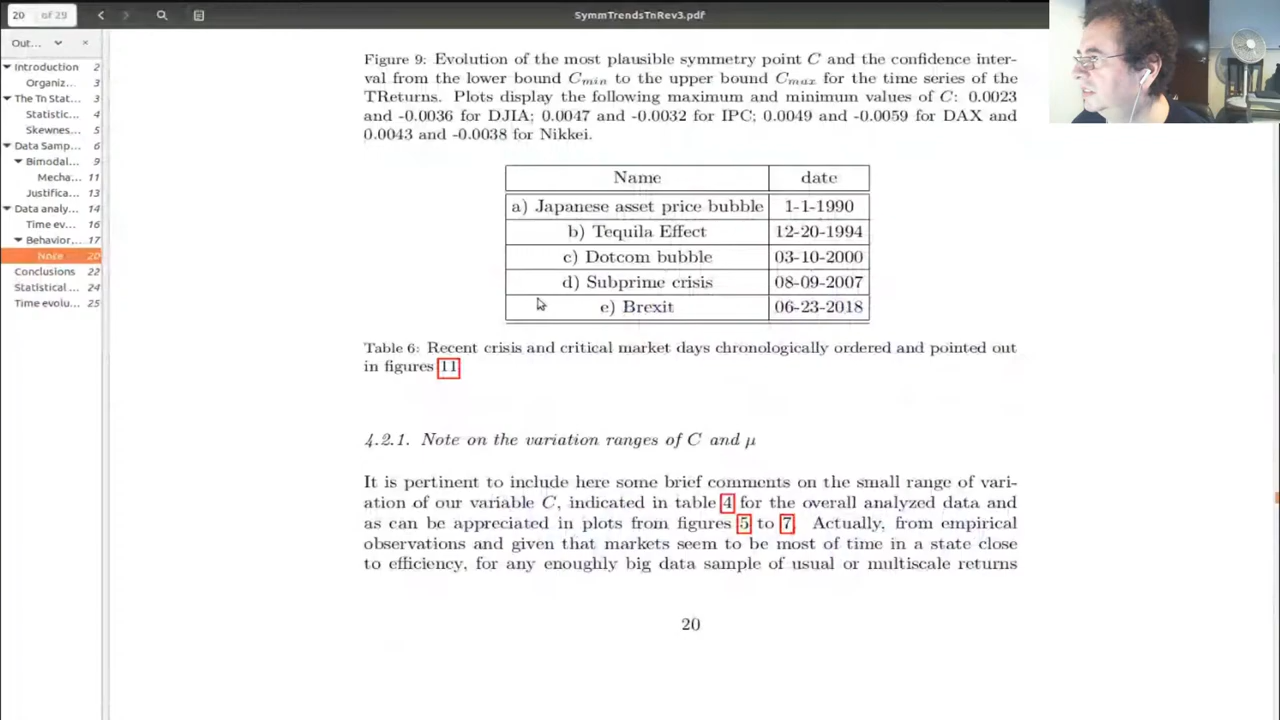 20 of 29
SymmTrendsTnRev3.pdf
Out...
Introduction 2
Organiz... 3
The Tn Stat... 3
Statistic... 4
Skewnes... 5
Data Samp... 6
Bimodal... 9
Mecha... 11
Justifica... 13
Data analy... 14
Time ev... 16
Behavior... 17
Note 20
Conclusions 22
Statistical ... 24
Time evolu... 25
Figure 9: Evolution of the most plausible symmetry point C and the confidence inter-
val from the lower bound Cmin to the upper bound Cmax for the time series of the
TReturns. Plots display the following maximum and minimum values of C: 0.0023
and -0.0036 for DJIA; 0.0047 and -0.0032 for IPC; 0.0049 and -0.0059 for DAX and
0.0043 and -0.0038 for Nikkei.
Name date
a) Japanese asset price bubble 1-1-1990
b) Tequila Effect 12-20-1994
c) Dotcom bubble 03-10-2000
d) Subprime crisis 08-09-2007
e) Brexit 06-23-2018
Table 6: Recent crisis and critical market days chronologically ordered and pointed out
in figures 11
4.2.1. Note on the variation ranges of C and μ
It is pertinent to include here some brief comments on the small range of vari-
ation of our variable C, indicated in table 4 for the overall analyzed data and
as can be appreciated in plots from figures 5 to 7. Actually, from empirical
observations and given that markets seem to be most of time in a state close
to efficiency, for any enoughly big data sample of usual or multiscale returns
20